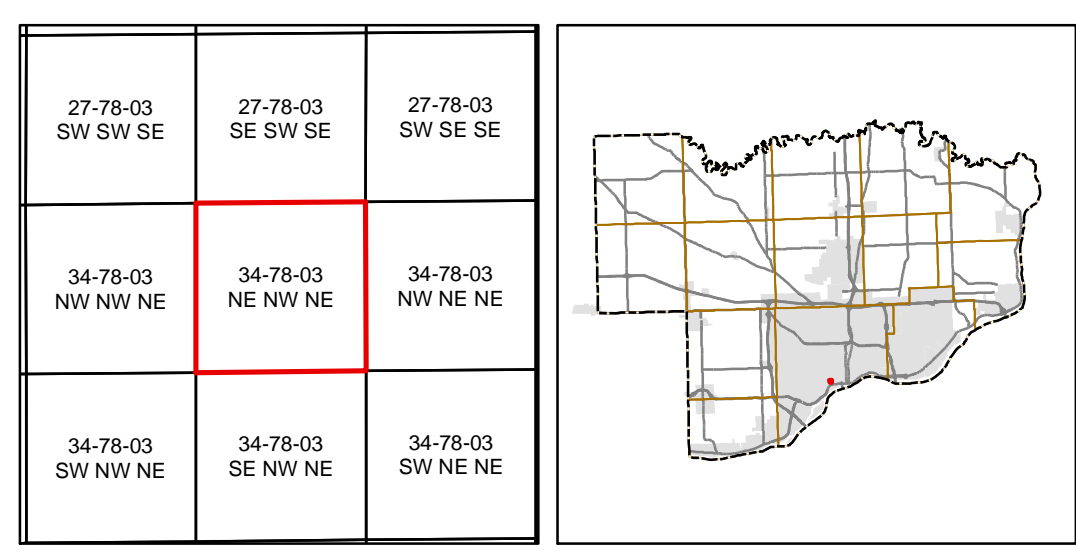 27-78-03
SW SW SE
27-78-03
SE SW SE
27-78-03
SW SE SE
34-78-03
NW NW NE
34-78-03
NE NW NE
34-78-03
NW NE NE
34-78-03
SW NW NE
34-78-03
SE NW NE
34-78-03
SW NE NE